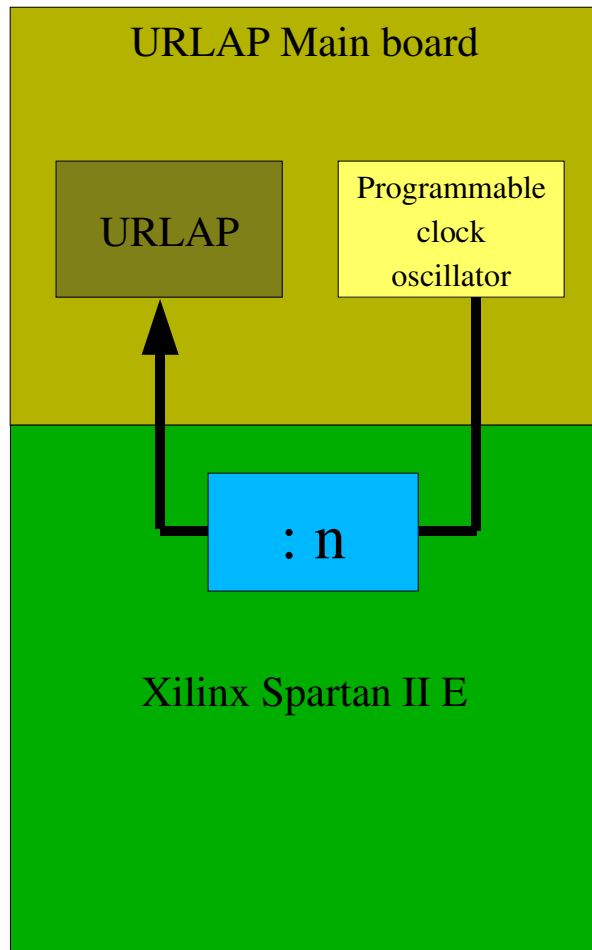 URLAP Main board
URLAP
Programmable
clock
oscillator
: n
Xilinx Spartan II E